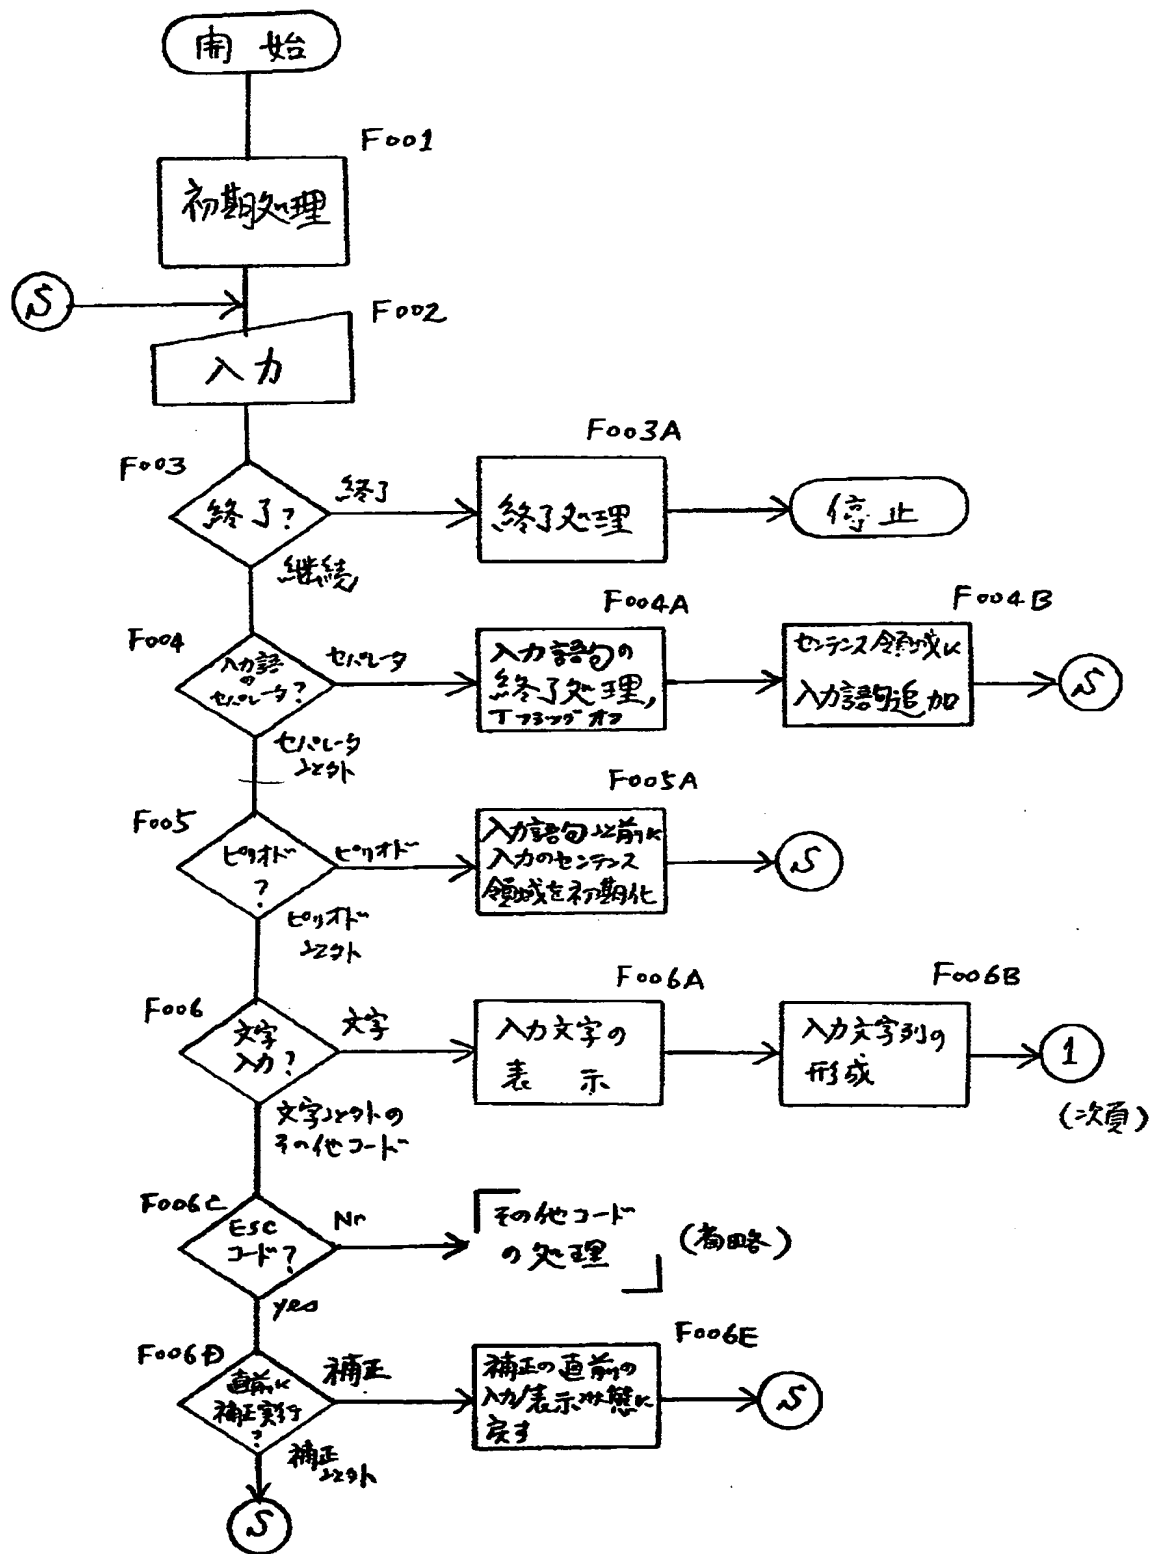 開始
F001
初期処理
S
F002
入力
F003
終了?
終了
継続
F003A
終了処理
停止
F004
入力語
の
セパレータ?
セパレータ
セパレータ
以外
F004A
入力語句の
終了処理,
Tフラッグオフ
F004B
センテンス領域に
入力語句追加
S
F005
ピリオド
?
ピリオド
ピリオド
以外
F005A
入力語句以前に
入力のセンテンス
領域を初期化
S
F006
文字
入力?
文字
文字以外の
その他コード
F006A
入力文字の
表示
F006B
入力文字列の
形成
1
(次頁)
F006C
ESC
コード?
No
yes
その他コード
の処理
(省略)
F006D
直前に
補正実行
?
補正
補正
以外
F006E
補正の直前の
入力/表示状態に
戻す
S
S